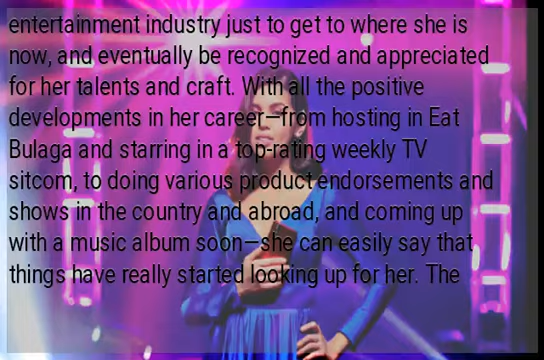 entertainment industry just to get to where she is
now, and eventually be recognized and appreciated
for her talents and craft. With all the positive
developments in her career—from hosting in Eat
Bulaga and starring in a top-rating weekly TV
sitcom, to doing various product endorsements and
shows in the country and abroad, and coming up
with a music album soon—she can easily say that
things have really started looking up for her. The